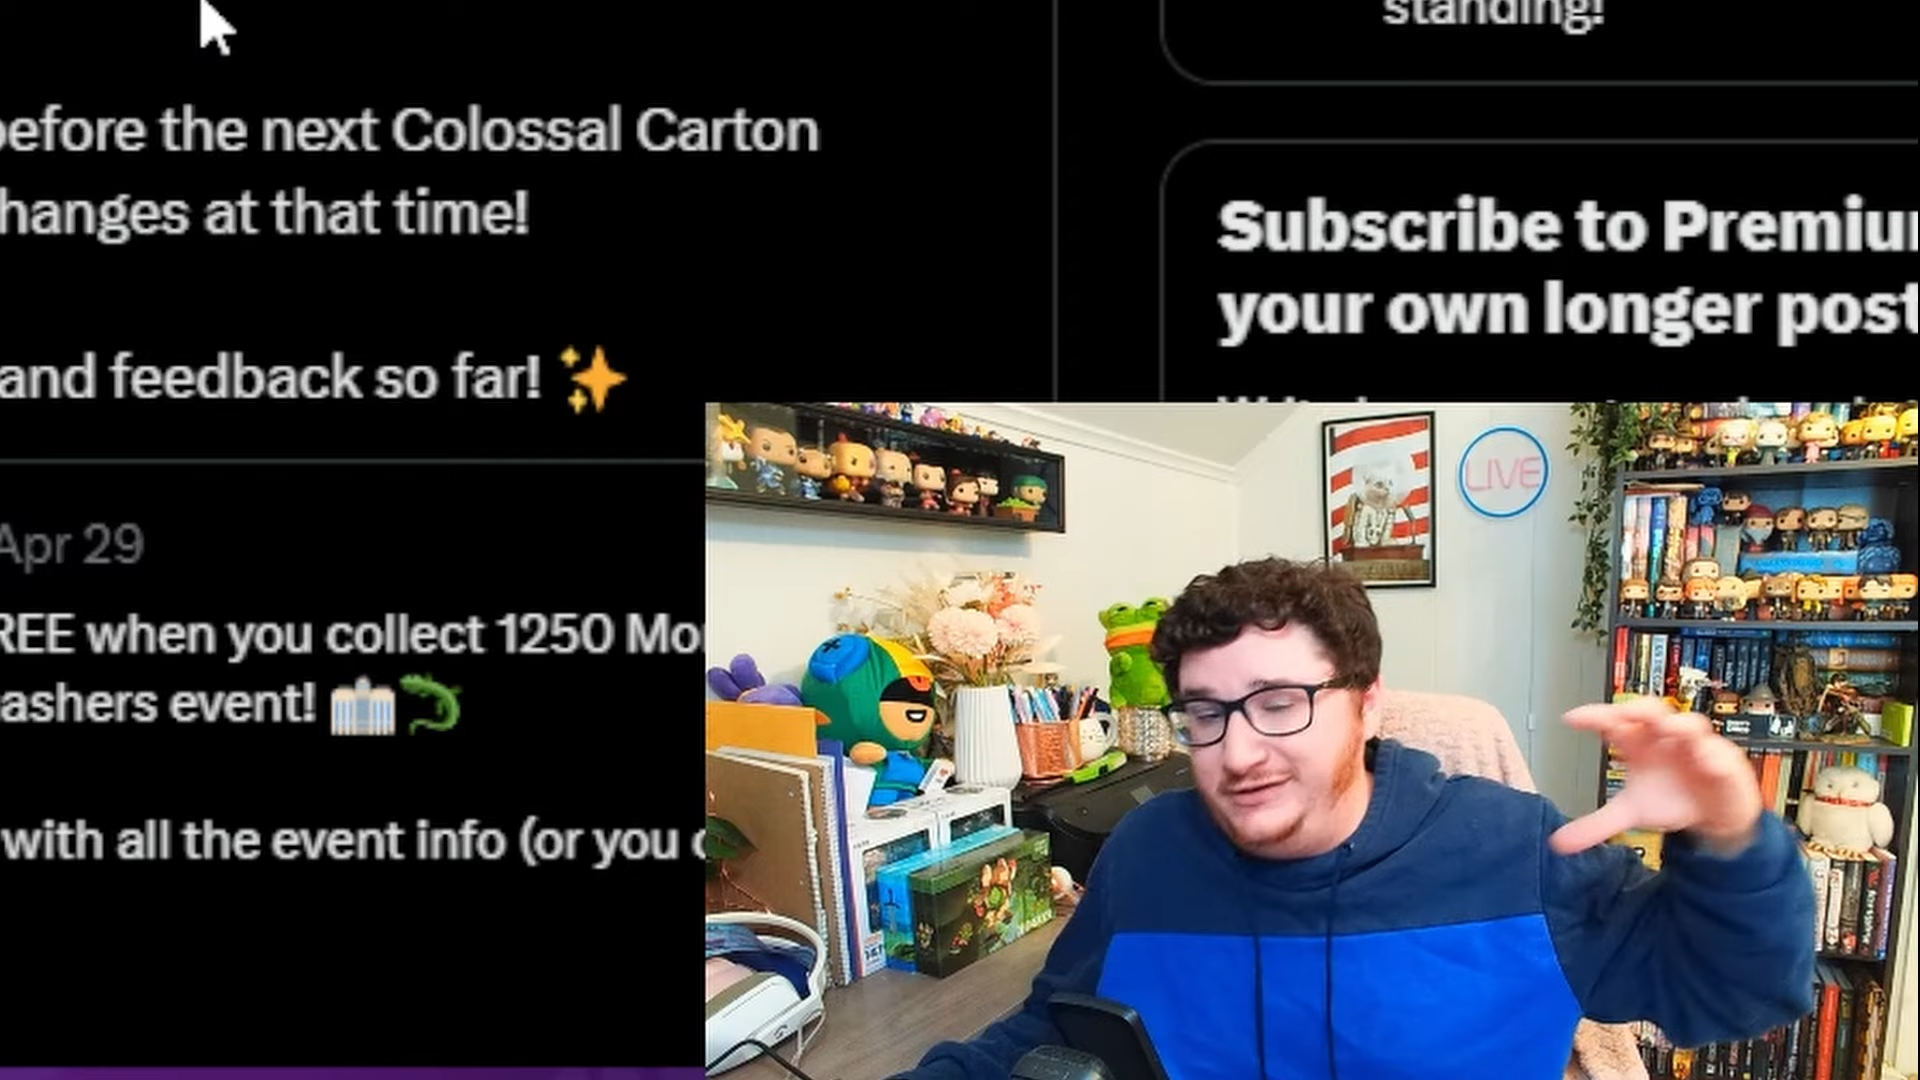 standing!
before the next Colossal Carton
hanges at that time!
Subscribe to Premiu
your own longer post
and feedback so far! ✨
Apr 29
REE when you collect 1250 Mo
ashers event!
with all the event info (or you
LIVE